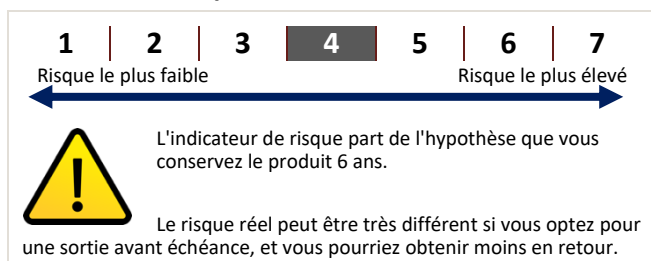 1 2 3 4 5 6 7
Risque le plus faible Risque le plus élevé
L'indicateur de risque part de l'hypothèse que vous
conservez le produit 6 ans.
Le risque réel peut être très différent si vous optez pour
une sortie avant échéance, et vous pourriez obtenir moins en retour.